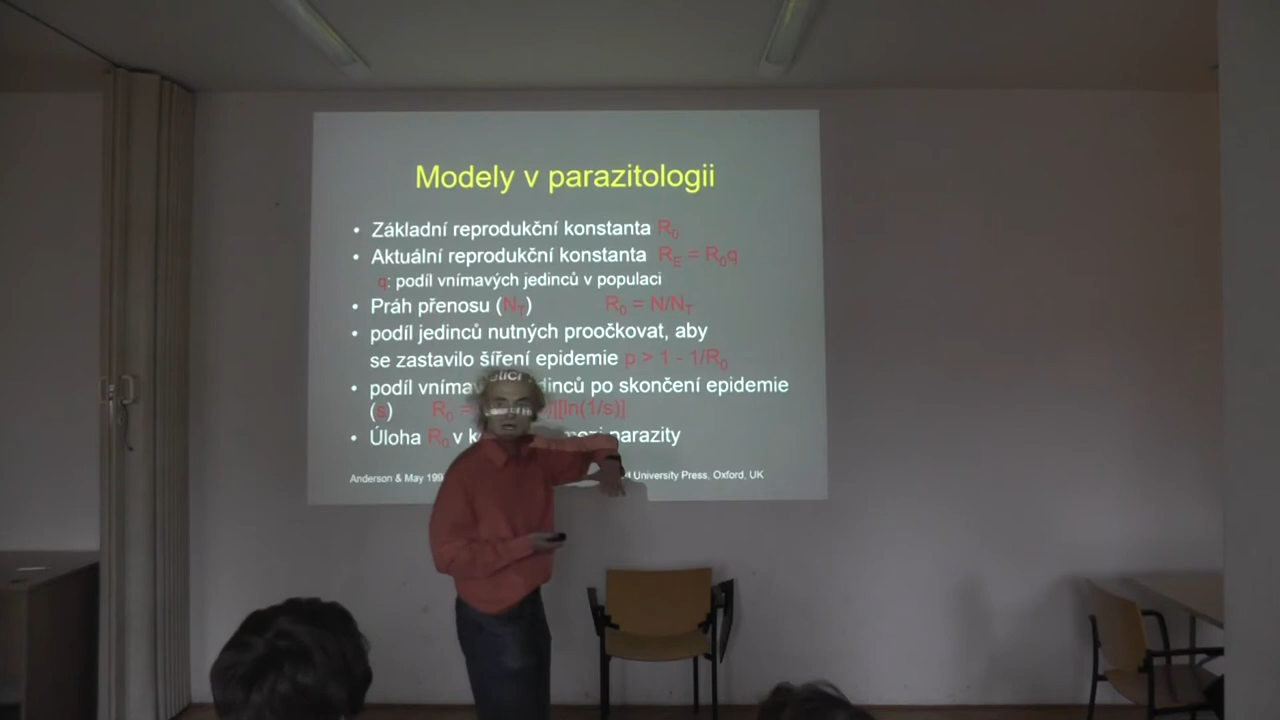 Modely v parazitologii
• Základní reprodukční konstanta R0
• Aktuální reprodukční konstanta RE = R0q
q: podíl vnímavých jedinců v populaci
• Práh přenosu (NT) R0 = N/NT
• podíl jedinců nutných proočkovat, aby
se zastavilo šíření epidemie p > 1 - 1/R0
• podíl jedinců po skončení epidemie
(s) R0 = )][ln(1/s)]
• Úloha R0 v mezi parazity
Anderson & May University Press, Oxford, UK